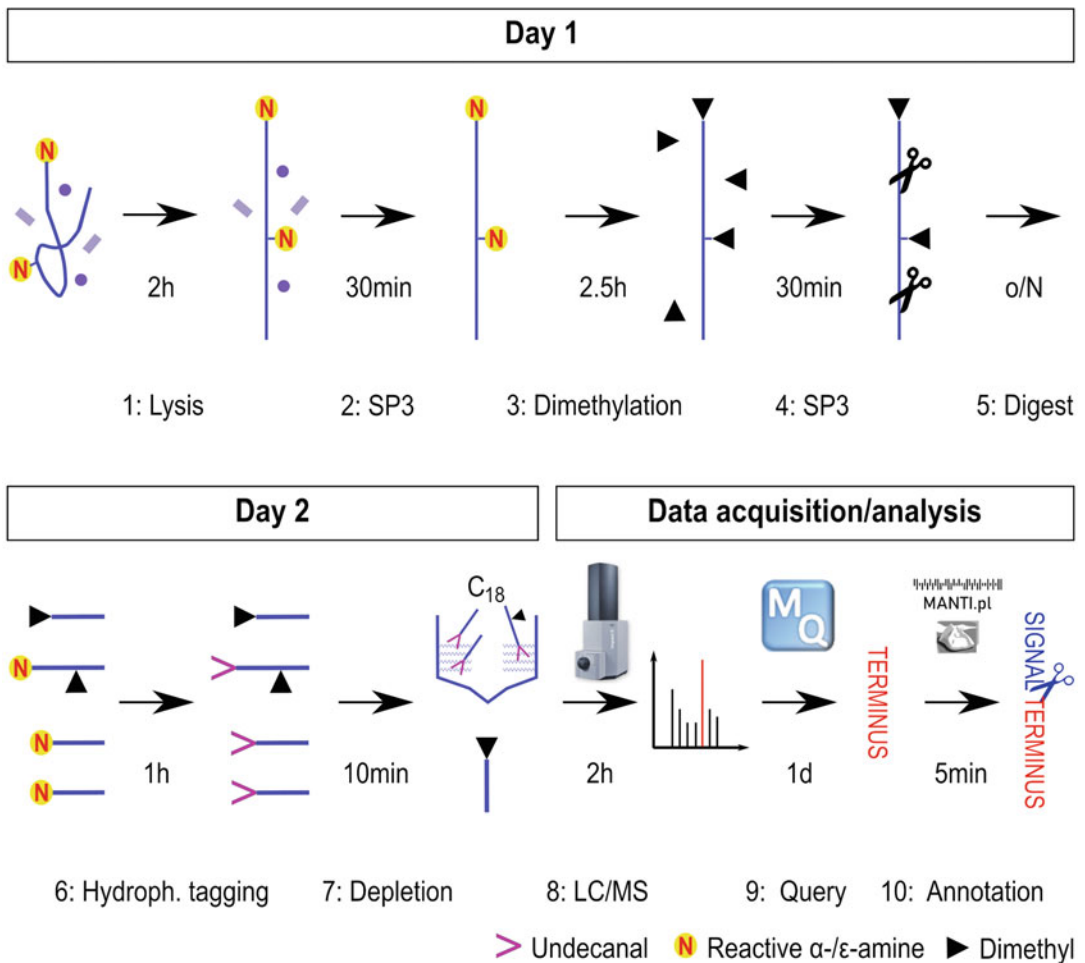 Day 1
N
N
N
N
N
N
2h
30min
2.5h
30min
o/N
1: Lysis
2: SP3
3: Dimethylation
4: SP3
5: Digest
Day 2
Data acquisition/analysis
C18
M
Q
MANTI.pl
N
N
N
TERMINUS
SIGNAL TERMINUS
1h
10min
2h
1d
5min
6: Hydroph. tagging
7: Depletion
8: LC/MS
9: Query
10: Annotation
Undecanal
Reactive α-/ε-amine
Dimethyl
N